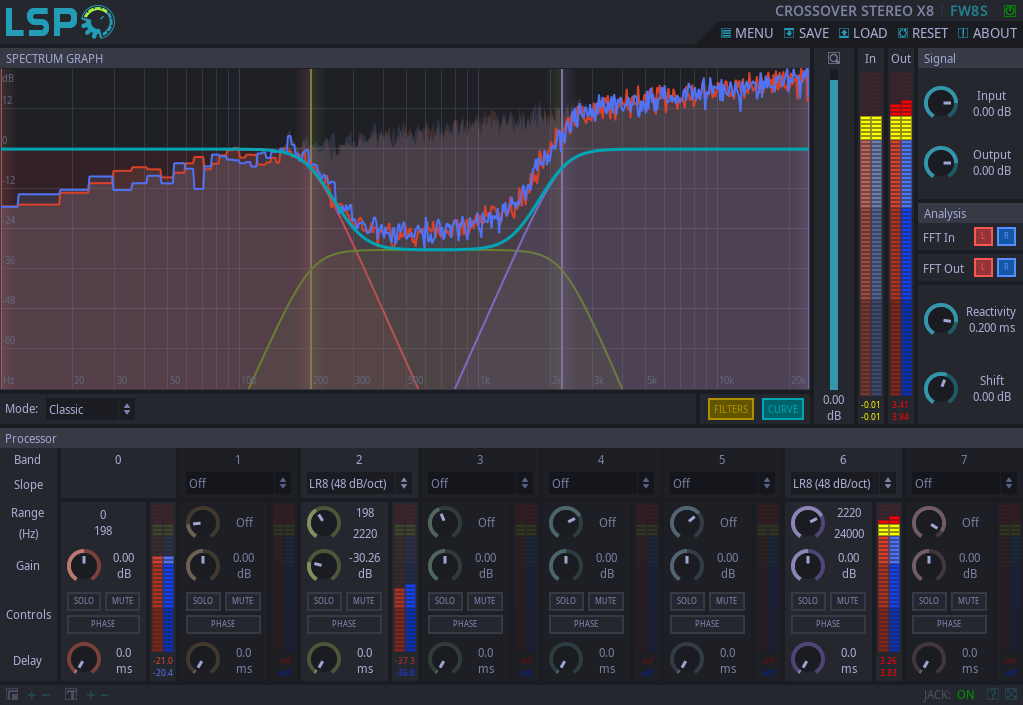 LSP
CROSSOVER STEREO X8 FW8S
MENU SAVE LOAD RESET ABOUT
SPECTRUM GRAPH
In Out
Signal
dB
12
0
-12
-24
-36
-48
-60
Hz 20 30 50 100 200 300 500 1k 2k 3k 5k 10k 20k
Input
0.00 dB
Output
0.00 dB
Analysis
FFT In L R
FFT Out L R
Reactivity
0.200 ms
Shift
0.00 dB
0.00
dB
-0.01 3.41
-0.01 3.94
Mode: Classic
FILTERS CURVE
Processor
Band 0 1 2 3 4 5 6 7
Slope Off LR8 (48 dB/oct) Off Off Off LR8 (48 dB/oct) Off
Range 0 Off 198 Off Off Off 2220 Off
(Hz) 198 2220 24000
Gain 0.00 0.00 -30.26 0.00 0.00 0.00 0.00 0.00
dB dB dB dB dB dB dB dB
SOLO MUTE SOLO MUTE SOLO MUTE SOLO MUTE SOLO MUTE SOLO MUTE SOLO MUTE SOLO MUTE
Controls
PHASE PHASE PHASE PHASE PHASE PHASE PHASE PHASE
Delay 0.0 0.0 0.0 0.0 0.0 0.0 0.0 0.0
ms ms ms ms ms ms ms ms
-21.0 -inf -37.3 -inf -inf -inf 3.26 -inf
-20.4 -inf -36.3 -inf -inf -inf 3.83 -inf
JACK: ON